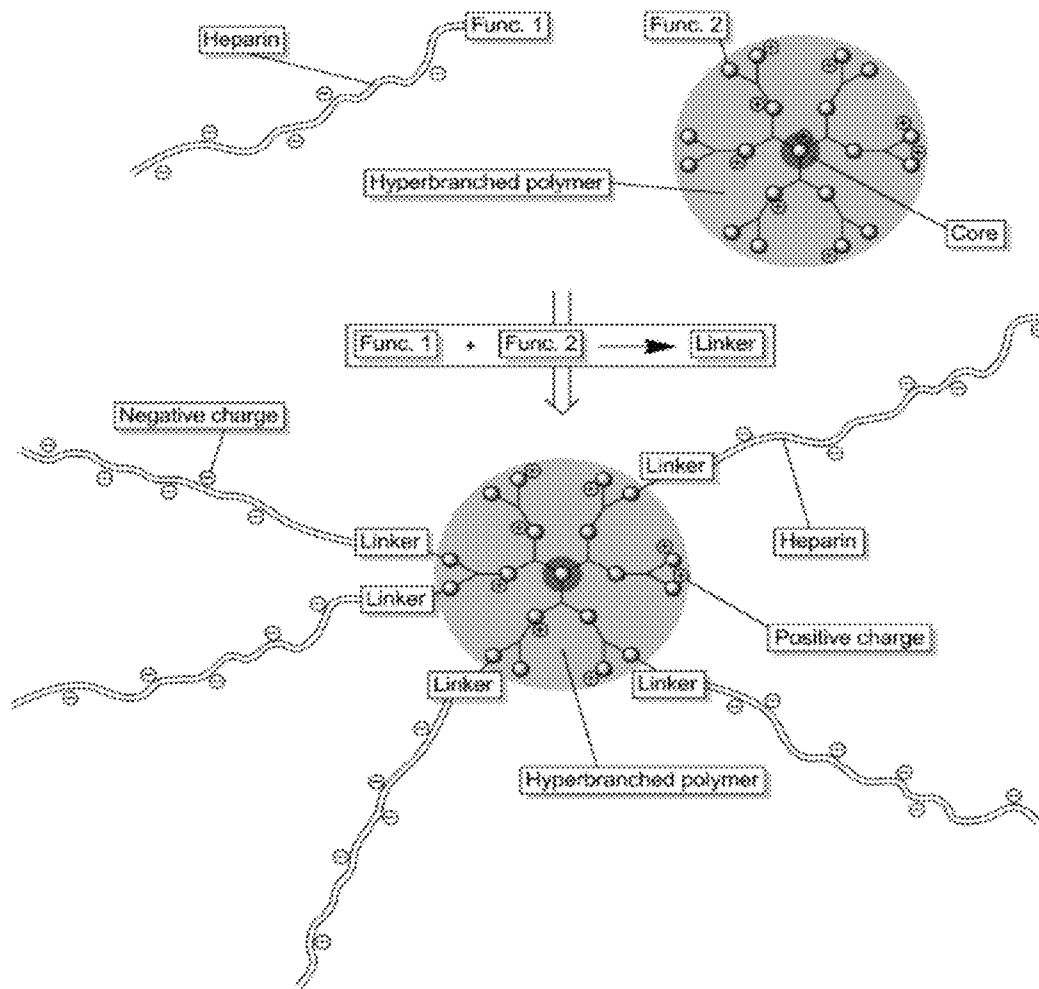 Func. 1
Func. 2
Heparin
Hyperbranched polymer
Core
Func. 1 + Func. 2 Linker
Negative charge
Linker
Heparin
Linker
Linker
Positive charge
Linker
Linker
Hyperbranched polymer